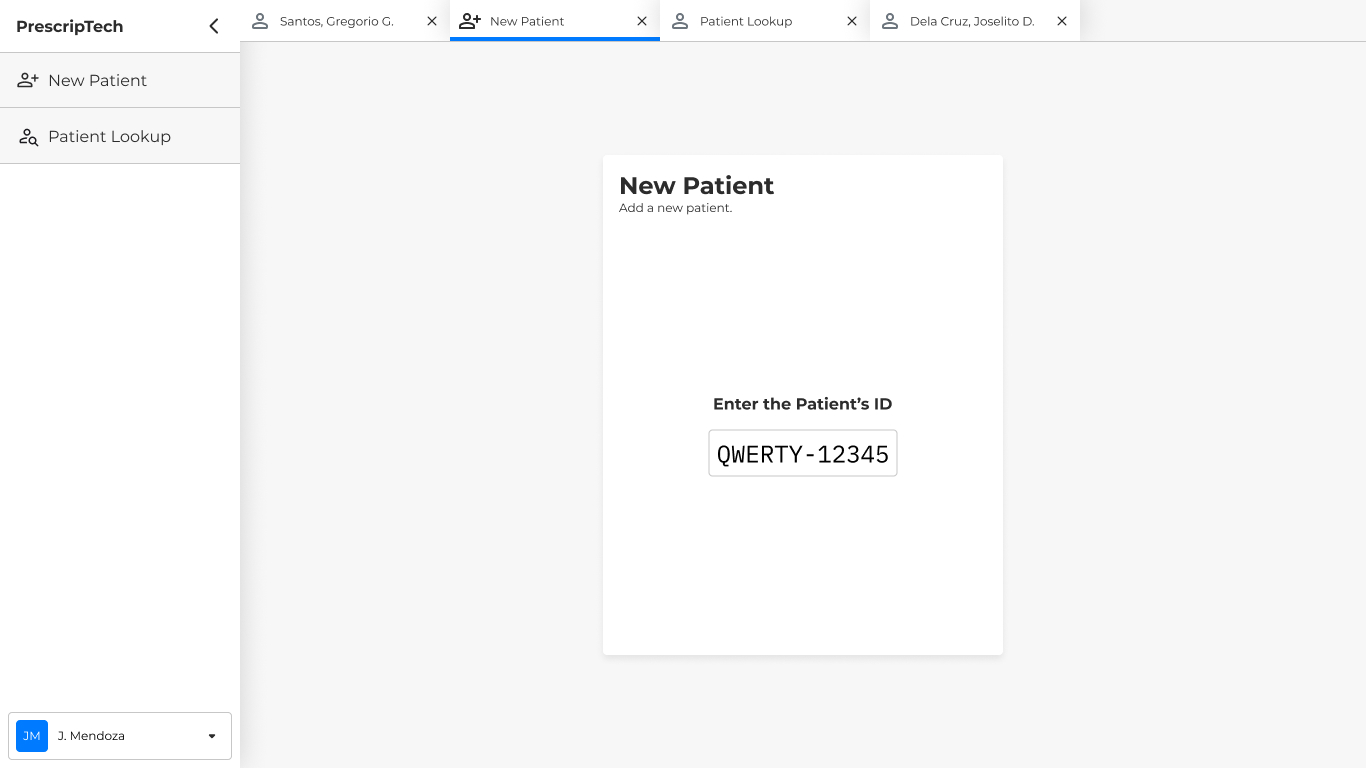 PrescripTech
Santos, Gregorio G.
New Patient
Patient Lookup
Dela Cruz, Joselito D.
New Patient
Patient Lookup
New Patient
Add a new patient.
Enter the Patient’s ID
QWERTY-12345
JM
J. Mendoza